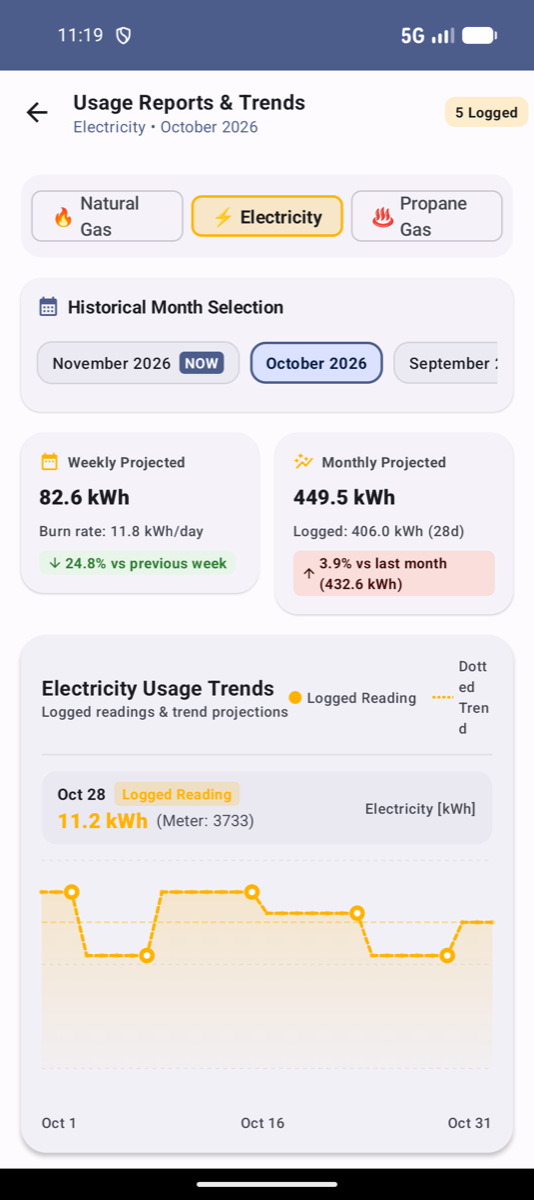 11:19
5G
Usage Reports & Trends
Electricity • October 2026
5 Logged
Natural
Gas
Electricity
Propane
Gas
Historical Month Selection
November 2026 NOW
October 2026
September 2
Weekly Projected
82.6 kWh
Burn rate: 11.8 kWh/day
↓ 24.8% vs previous week
Monthly Projected
449.5 kWh
Logged: 406.0 kWh (28d)
↑ 3.9% vs last month
(432.6 kWh)
Electricity Usage Trends
Logged readings & trend projections
Logged Reading
Dott
ed
Tren
d
Oct 28 Logged Reading
11.2 kWh (Meter: 3733)
Electricity [kWh]
Oct 1
Oct 16
Oct 31